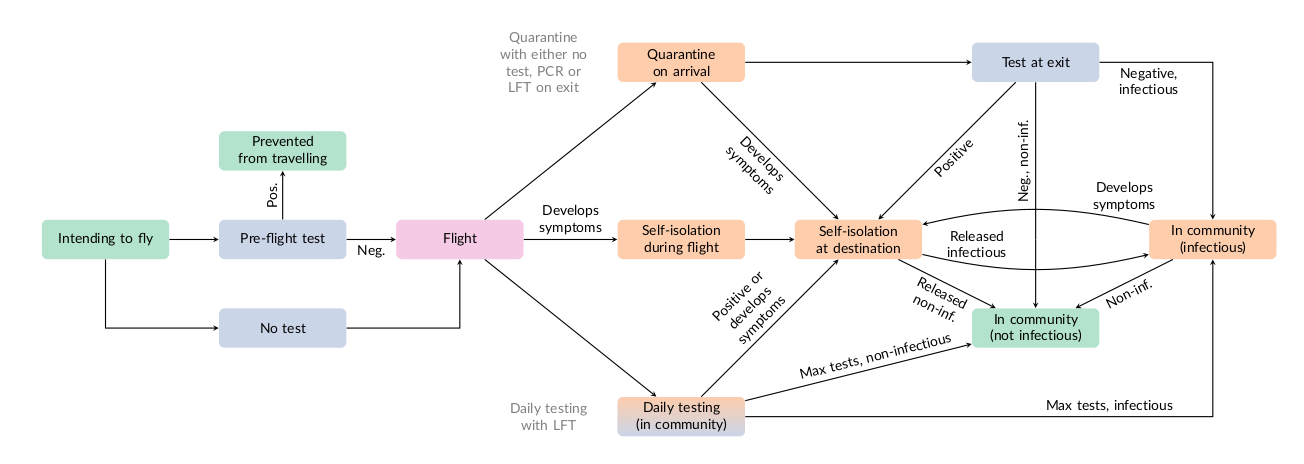 Quarantine
with either no
test, PCR or
LFT on exit
Quarantine
on arrival
Test at exit
Negative,
infectious
Prevented
from travelling
Pos.
Develops
symptoms
Positive
Neg., non-inf.
Develops
symptoms
Intending to fly
Pre-flight test
Neg.
Flight
Develops
symptoms
Self-isolation
during flight
Self-isolation
at destination
Released
infectious
In community
(infectious)
No test
Positive or
develops
symptoms
Released
non-inf.
Non-inf.
In community
(not infectious)
Max tests, non-infectious
Daily testing
with LFT
Daily testing
(in community)
Max tests, infectious